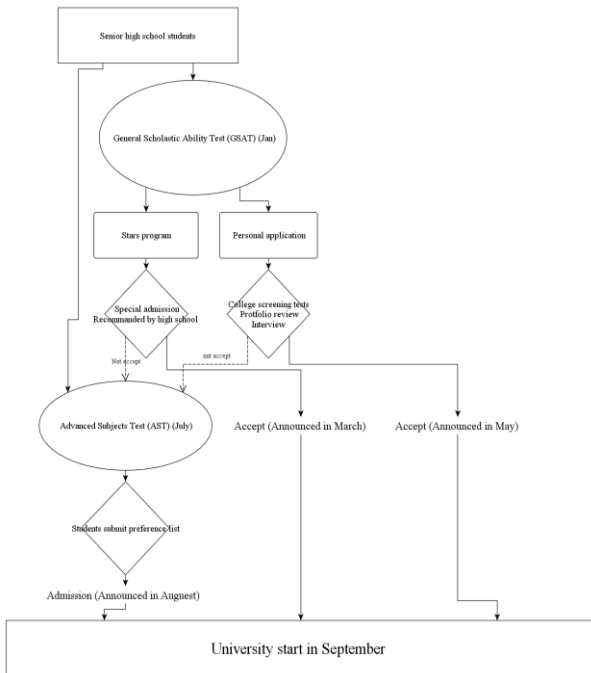 Senior high school students
General Scholastic Ability Test (GSAT) (Jan)
Stars program
Personal application
Special admission
Recommanded by high school
College screening tests
Protfolio review
Interview
Not accept
not accept
Advanced Subjects Test (AST) (July)
Accept (Announced in March)
Accept (Announced in May)
Students submit preference list
Admission (Announced in Auguest)
University start in September